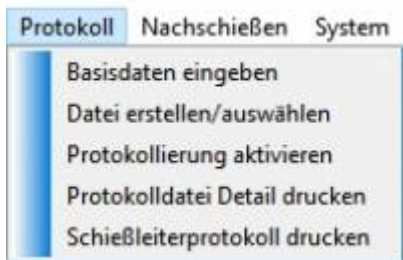 Protokoll Nachschießen System
Basisdaten eingeben
Datei erstellen/auswählen
Protokollierung aktivieren
Protokolldatei Detail drucken
Schießleiterprotokoll drucken